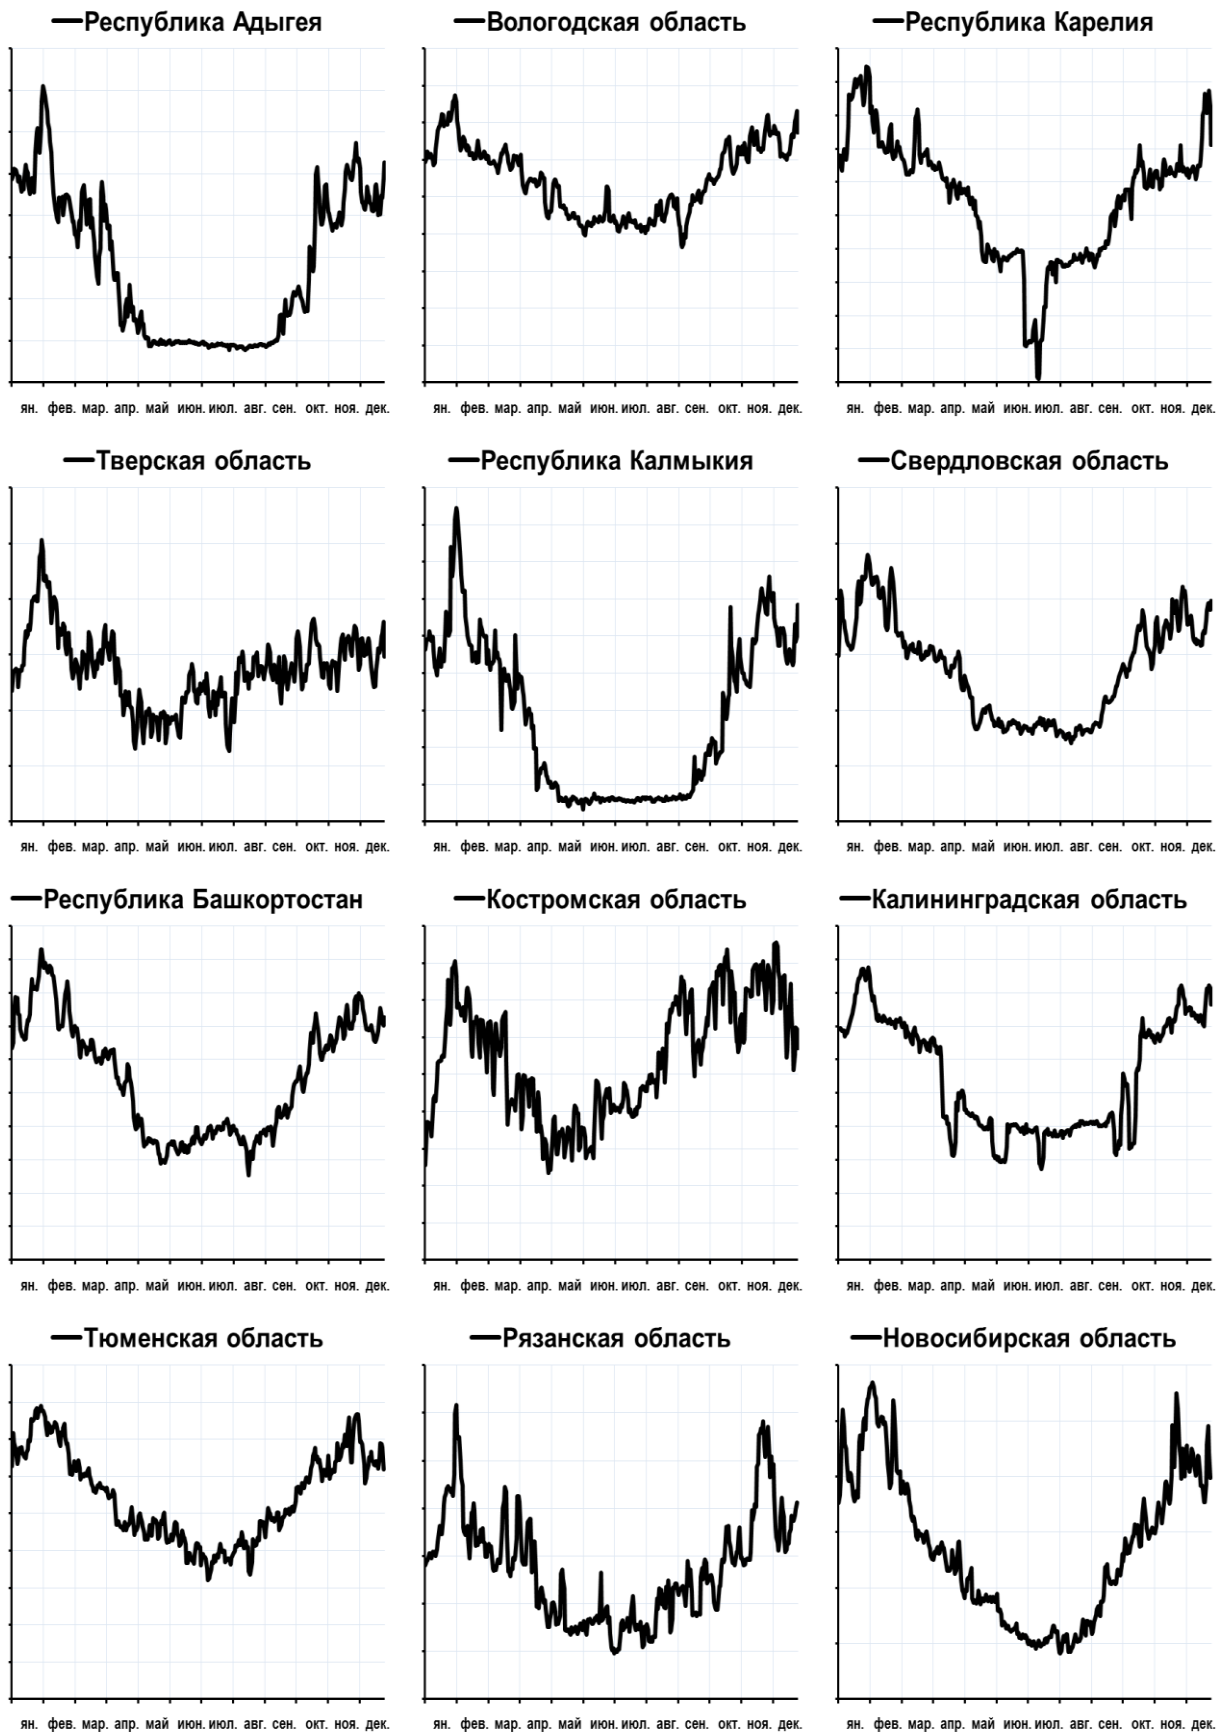 Республика Адыгея
Вологодская область
Республика Карелия
ян. фев. мар. апр. май июн. июл. авг. сен. окт. ноя. дек.
ян. фев. мар. апр. май июн. июл. авг. сен. окт. ноя. дек.
ян. фев. мар. апр. май июн. июл. авг. сен. окт. ноя. дек.
Тверская область
Республика Калмыкия
Свердловская область
ян. фев. мар. апр. май июн. июл. авг. сен. окт. ноя. дек.
ян. фев. мар. апр. май июн. июл. авг. сен. окт. ноя. дек.
ян. фев. мар. апр. май июн. июл. авг. сен. окт. ноя. дек.
Республика Башкортостан
Костромская область
Калининградская область
ян. фев. мар. апр. май июн. июл. авг. сен. окт. ноя. дек.
ян. фев. мар. апр. май июн. июл. авг. сен. окт. ноя. дек.
ян. фев. мар. апр. май июн. июл. авг. сен. окт. ноя. дек.
Тюменская область
Рязанская область
Новосибирская область
ян. фев. мар. апр. май июн. июл. авг. сен. окт. ноя. дек.
ян. фев. мар. апр. май июн. июл. авг. сен. окт. ноя. дек.
ян. фев. мар. апр. май июн. июл. авг. сен. окт. ноя. дек.